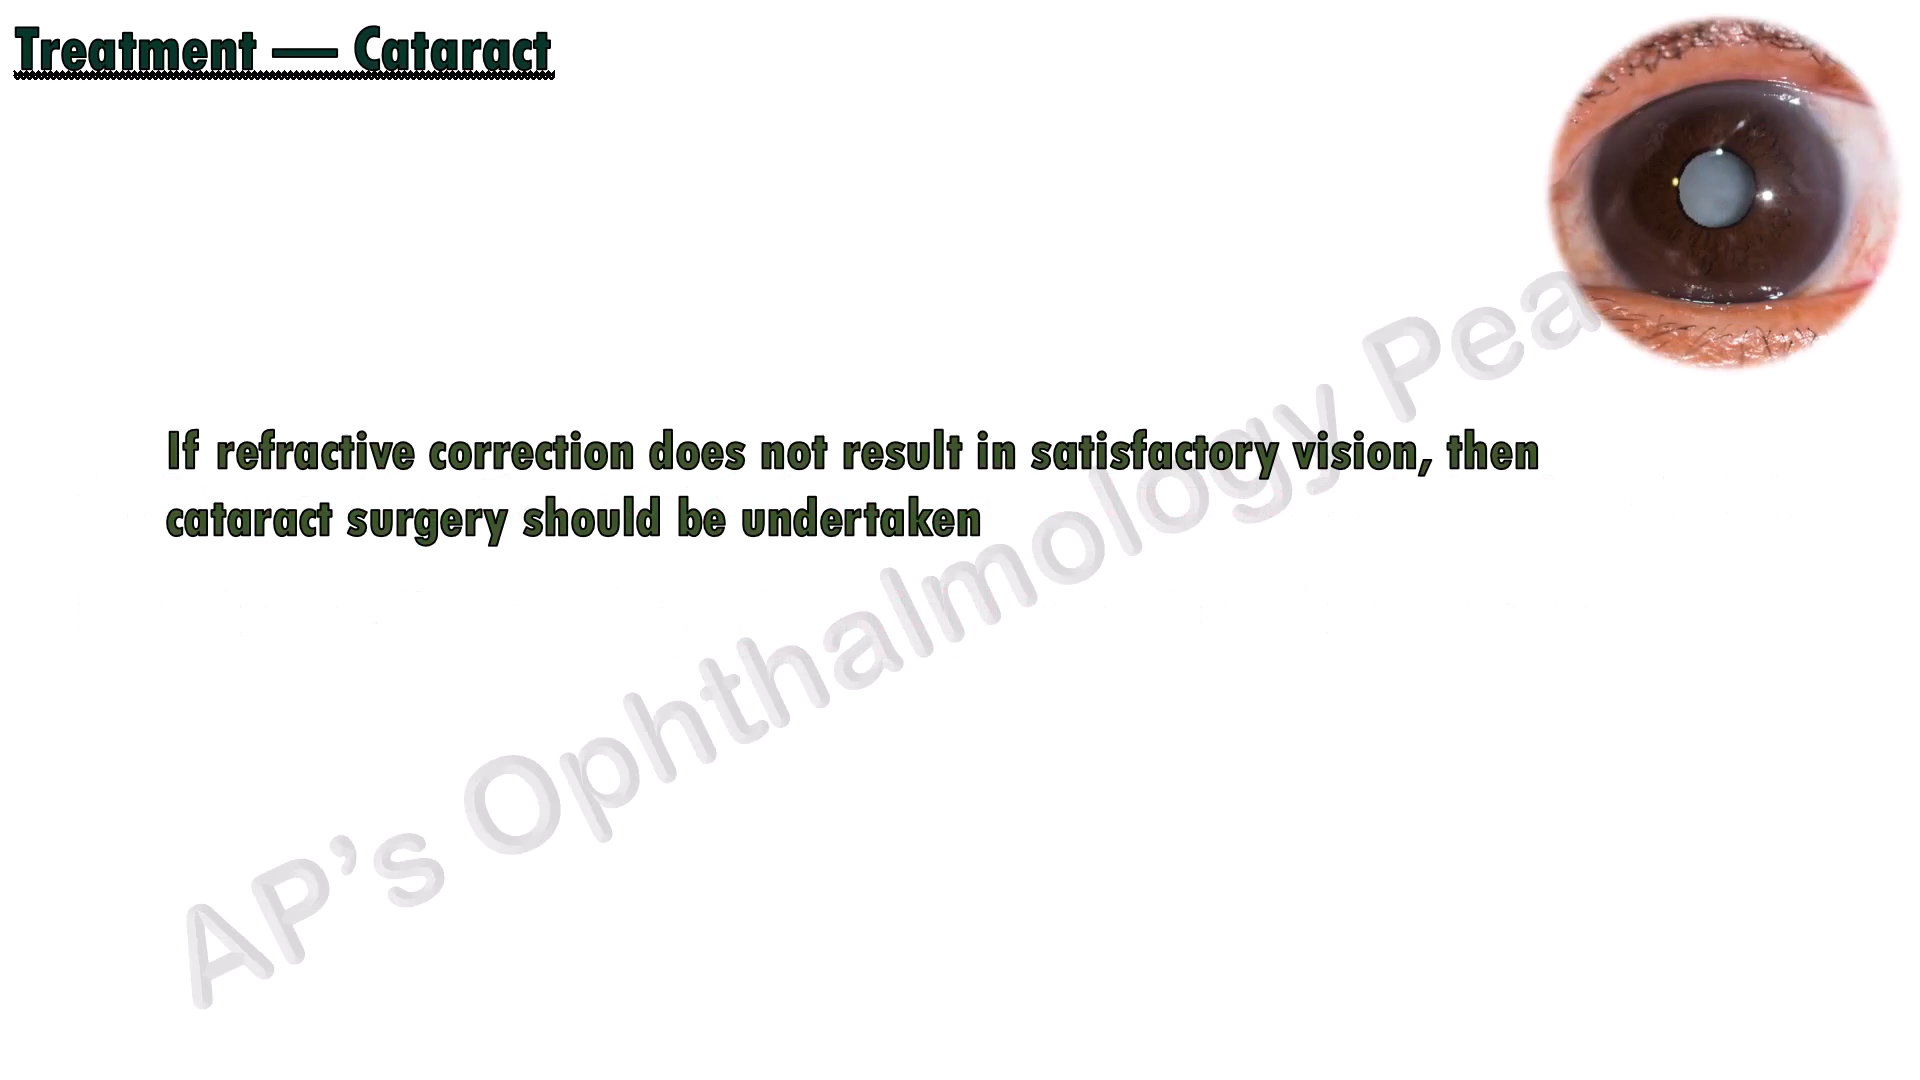 Treatment — Cataract
If refractive correction does not result in satisfactory vision, then
cataract surgery should be undertaken
AP’s Ophthalmology Pea